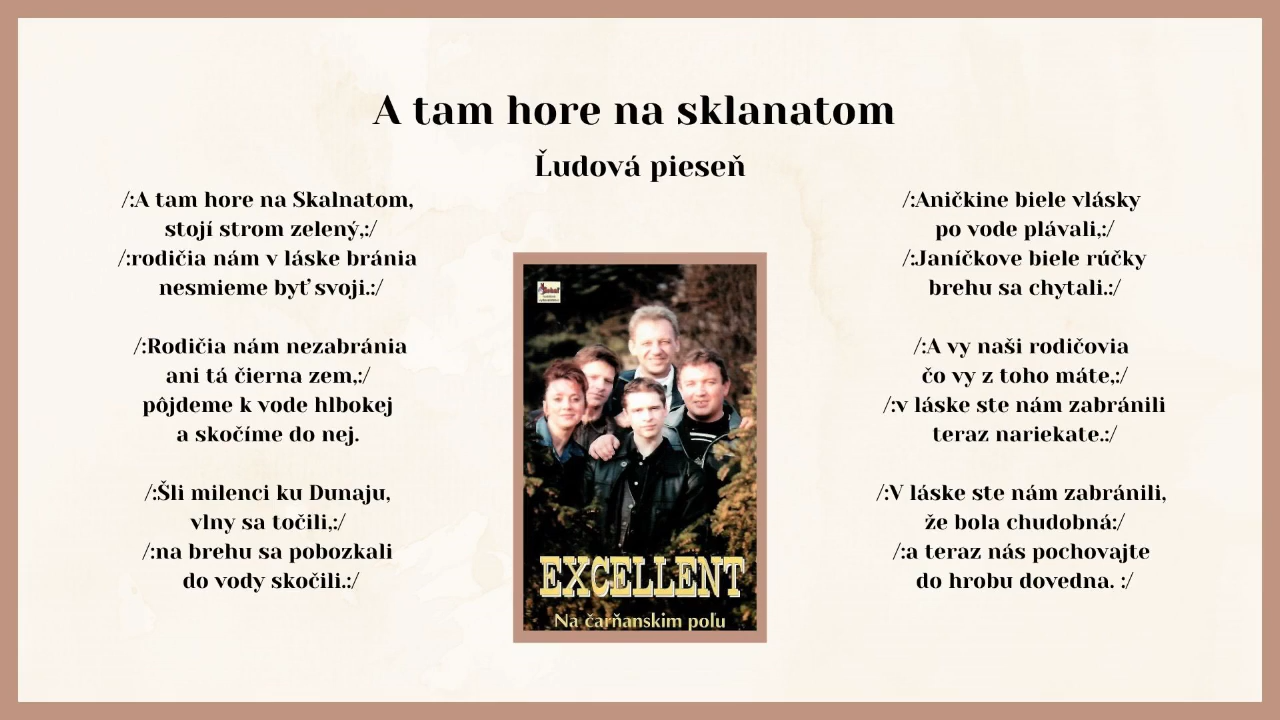 A tam hore na sklanatom
Ľudová pieseň
/:A tam hore na Skalnatom,
stojí strom zelený,:/
/:rodičia nám v láske bránia
nesmieme byť svoji.:/
/:Rodičia nám nezabránia
ani tá čierna zem,:/
pôjdeme k vode hlbokej
a skočíme do nej.
/:Šli milenci ku Dunaju,
vlny sa točili,:/
/:na brehu sa pobozkali
do vody skočili.:/
/:Aničkine biele vlásky
po vode plávali,:/
/:Janíčkove biele rúčky
brehu sa chytali.:/
/:A vy naši rodičovia
čo vy z toho máte,:/
/:v láske ste nám zabránili
teraz nariekate.:/
/:V láske ste nám zabránili,
že bola chudobná:/
/:a teraz nás pochovajte
do hrobu dovedna. :/
EXCELLENT
Na čarňanskim poľu